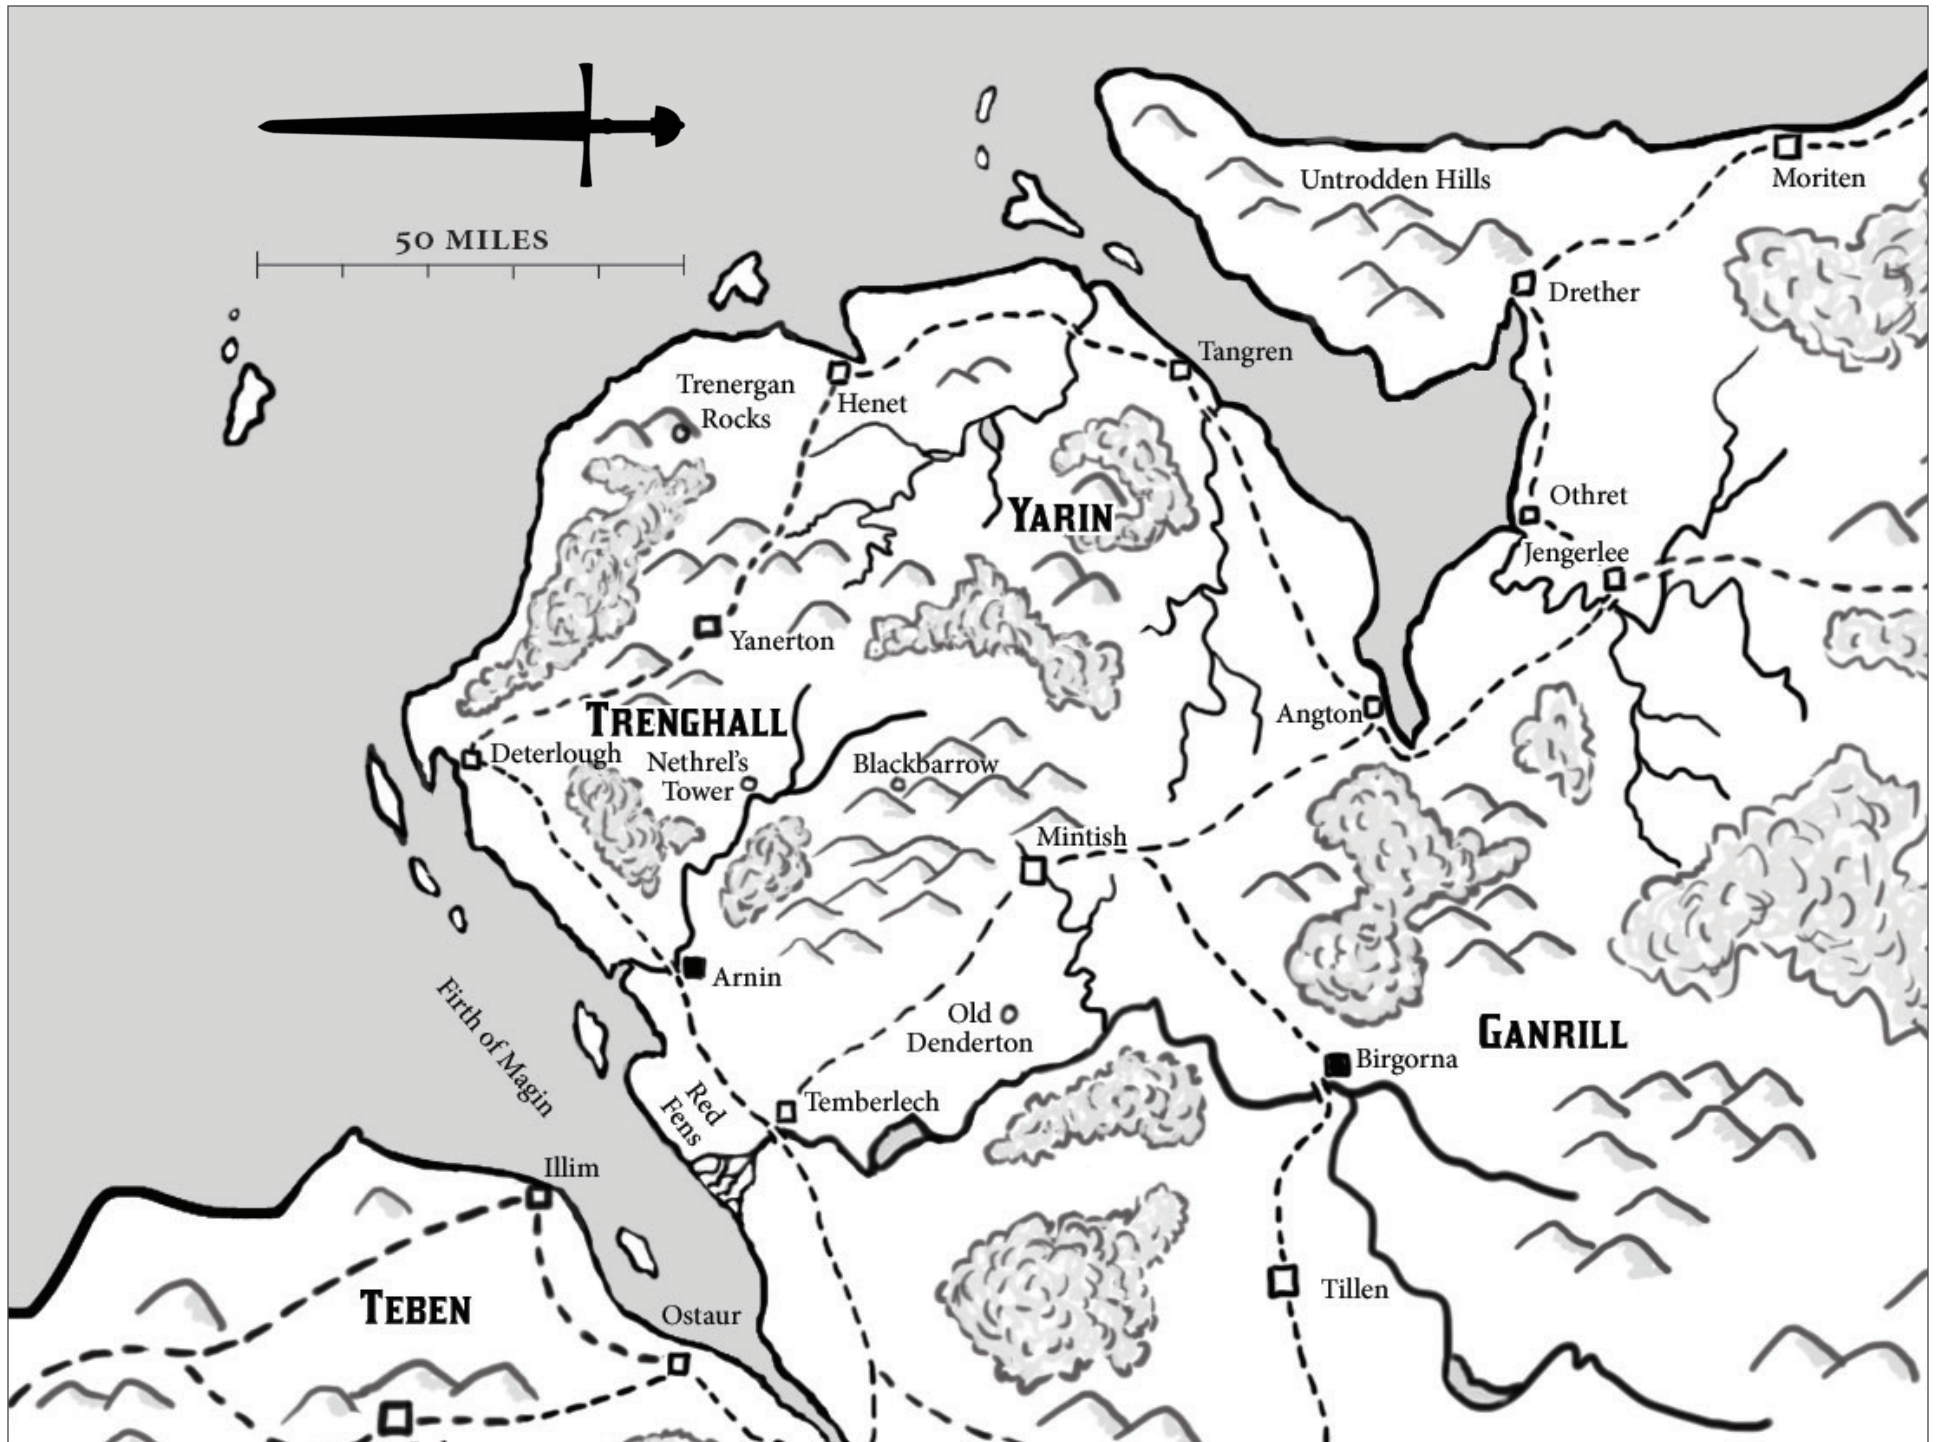 50 MILES
Untrodden Hills
Moriten
Drether
Tangren
Trenergan
Rocks
Henet
Othret
YARIN
Jengerlee
Yanerton
TRENGHALL
Angton
Deterlough
Nethrel's
Tower
Blackbarrow
Mintish
Arnin
Firth of Magin
Old
Denderton
GANRILL
Birgorna
Red
Fens
Temberlech
Illim
Tillen
TEBEN
Ostaur